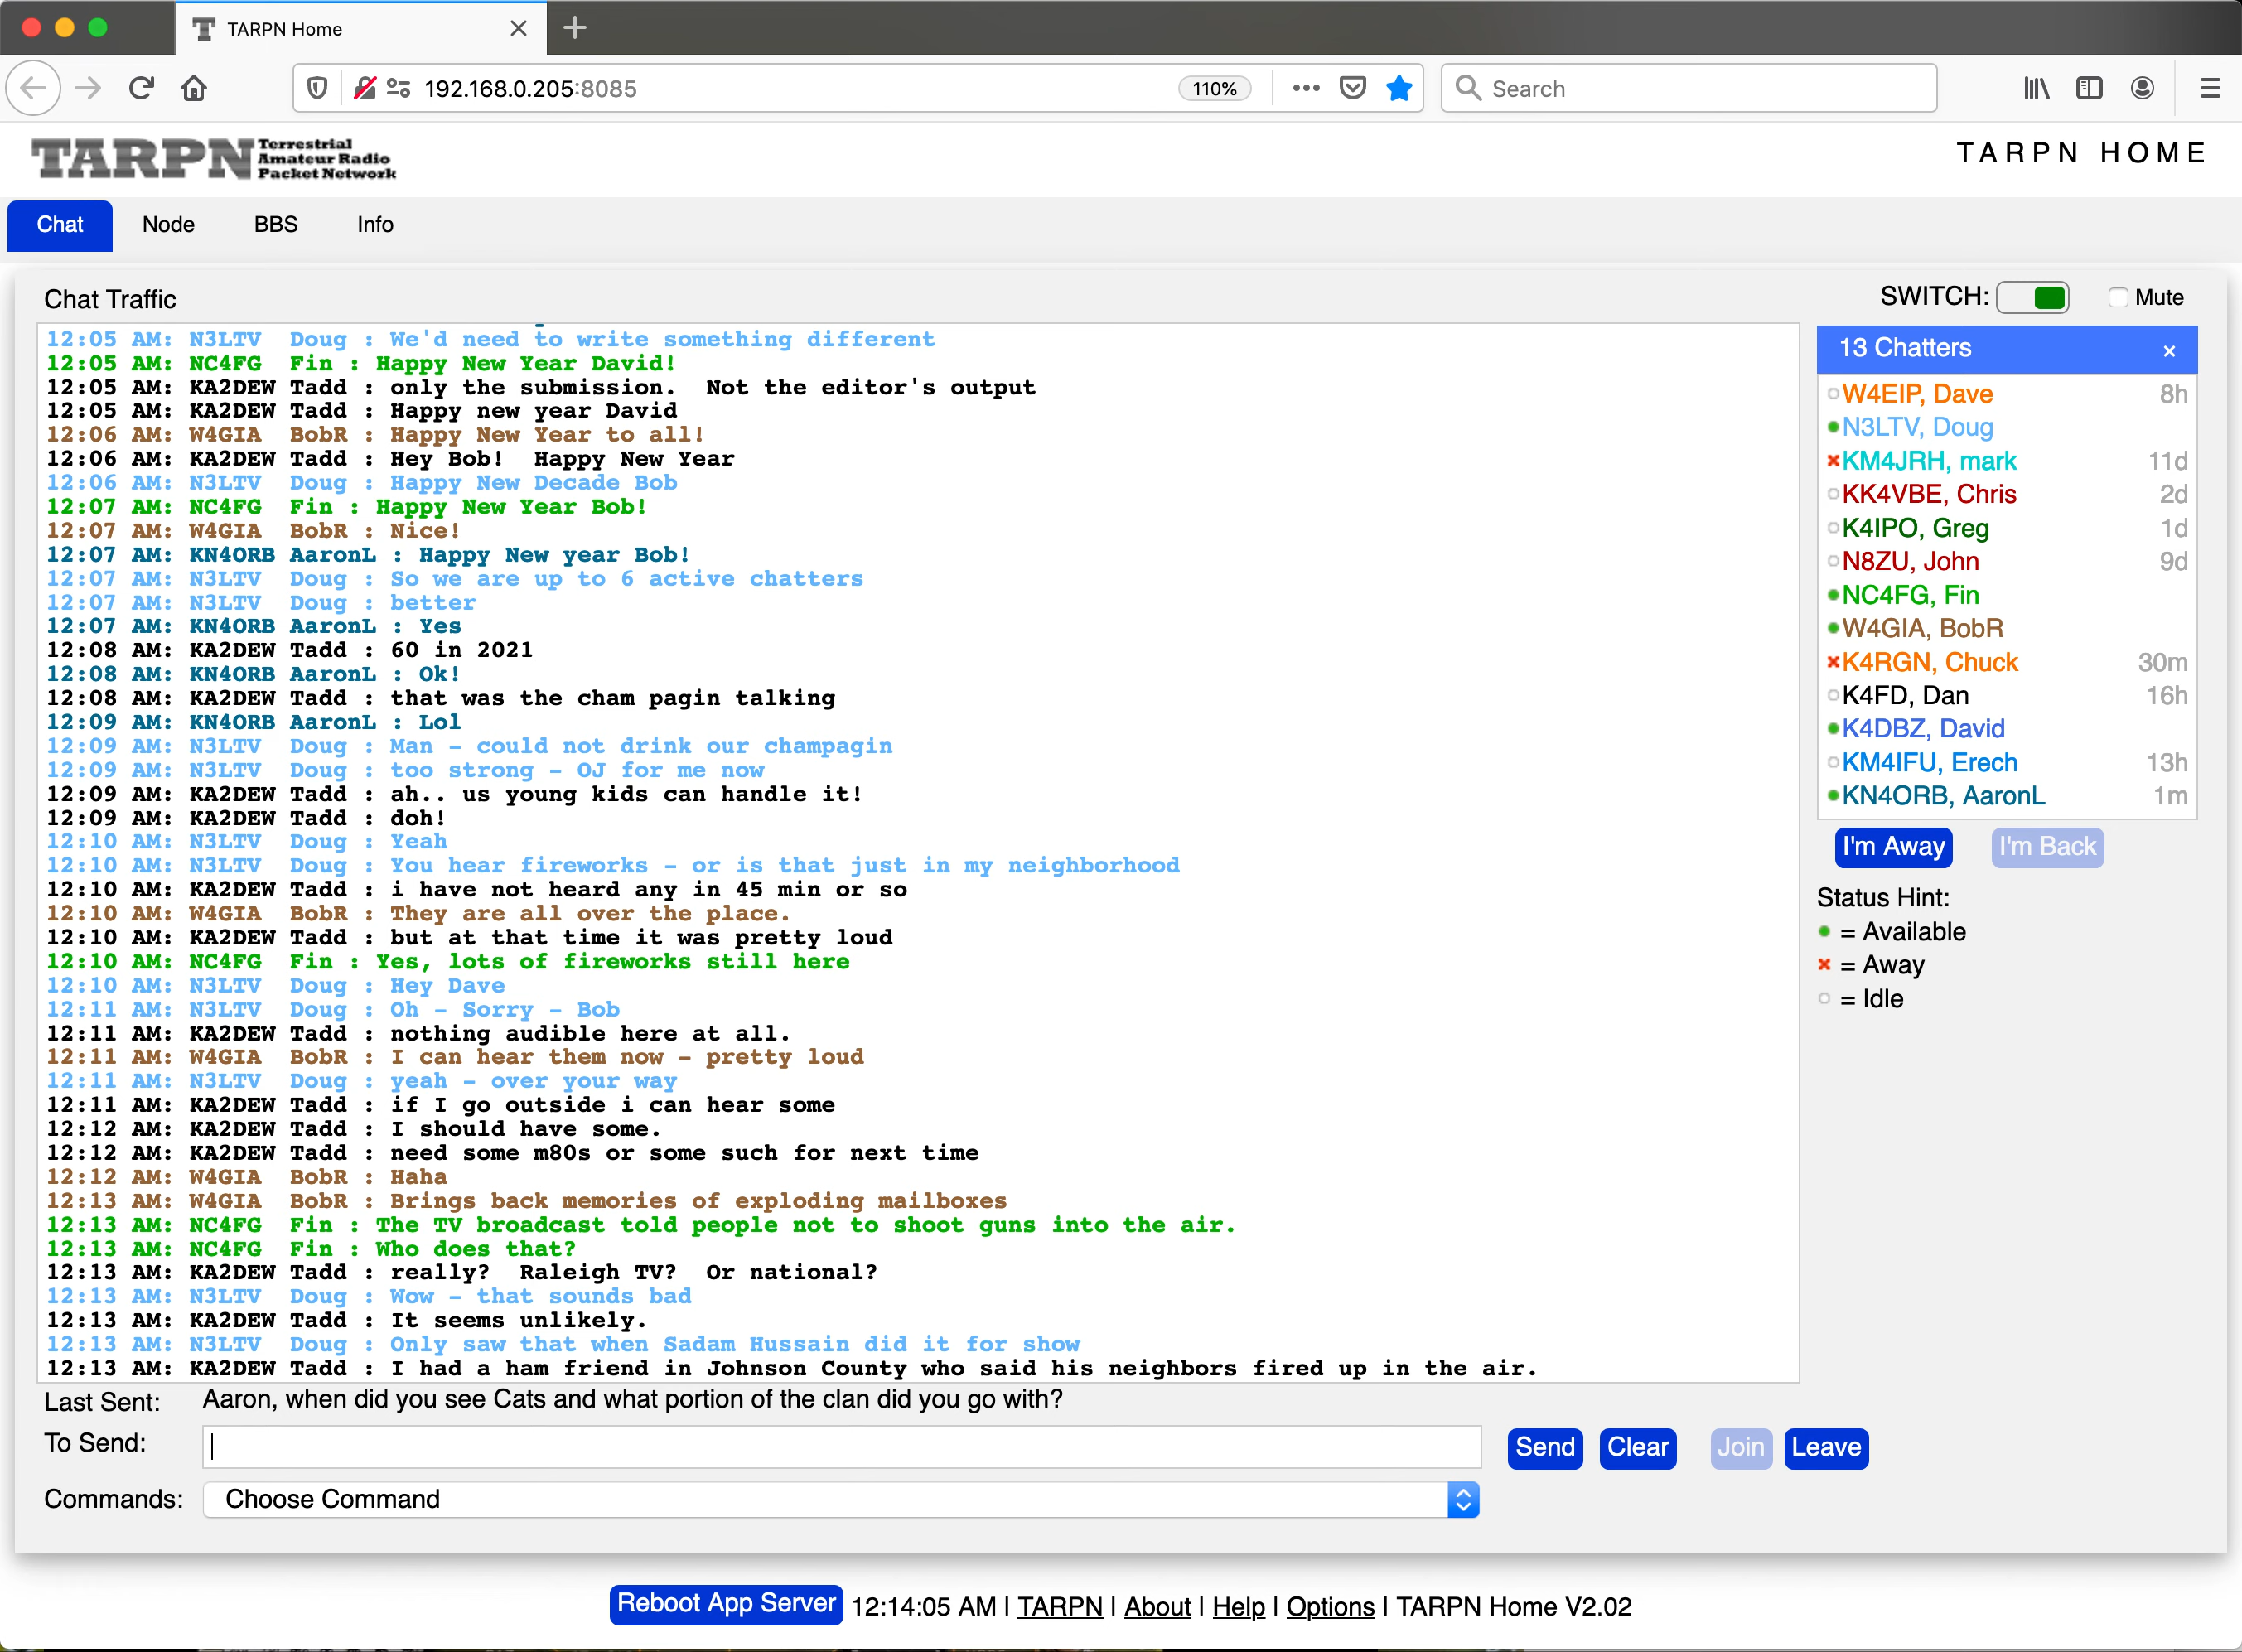 TARPN Home
192.168.0.205:8085
110%
Search
TARPN Terrestrial Amateur Radio Packet Network
TARPN HOME
Chat Node BBS Info
Chat Traffic
SWITCH: Mute
12:05 AM: N3LTV Doug : We'd need to write something different
12:05 AM: NC4FG Fin : Happy New Year David!
12:05 AM: KA2DEW Tadd : only the submission. Not the editor's output
12:05 AM: KA2DEW Tadd : Happy new year David
12:06 AM: W4GIA BobR : Happy New Year to all!
12:06 AM: KA2DEW Tadd : Hey Bob! Happy New Year
12:06 AM: N3LTV Doug : Happy New Decade Bob
12:07 AM: NC4FG Fin : Happy New Year Bob!
12:07 AM: W4GIA BobR : Nice!
12:07 AM: KN4ORB AaronL : Happy New year Bob!
12:07 AM: N3LTV Doug : So we are up to 6 active chatters
12:07 AM: N3LTV Doug : better
12:07 AM: KN4ORB AaronL : Yes
12:08 AM: KA2DEW Tadd : 60 in 2021
12:08 AM: KN4ORB AaronL : Ok!
12:08 AM: KA2DEW Tadd : that was the cham pagin talking
12:09 AM: KN4ORB AaronL : Lol
12:09 AM: N3LTV Doug : Man - could not drink our champagin
12:09 AM: N3LTV Doug : too strong - OJ for me now
12:09 AM: KA2DEW Tadd : ah.. us young kids can handle it!
12:09 AM: KA2DEW Tadd : doh!
12:10 AM: N3LTV Doug : Yeah
12:10 AM: N3LTV Doug : You hear fireworks - or is that just in my neighborhood
12:10 AM: KA2DEW Tadd : i have not heard any in 45 min or so
12:10 AM: W4GIA BobR : They are all over the place.
12:10 AM: KA2DEW Tadd : but at that time it was pretty loud
12:10 AM: NC4FG Fin : Yes, lots of fireworks still here
12:10 AM: N3LTV Doug : Hey Dave
12:11 AM: N3LTV Doug : Oh - Sorry - Bob
12:11 AM: KA2DEW Tadd : nothing audible here at all.
12:11 AM: W4GIA BobR : I can hear them now - pretty loud
12:11 AM: N3LTV Doug : yeah - over your way
12:11 AM: KA2DEW Tadd : if I go outside i can hear some
12:12 AM: KA2DEW Tadd : I should have some.
12:12 AM: KA2DEW Tadd : need some m80s or some such for next time
12:12 AM: W4GIA BobR : Haha
12:13 AM: W4GIA BobR : Brings back memories of exploding mailboxes
12:13 AM: NC4FG Fin : The TV broadcast told people not to shoot guns into the air.
12:13 AM: NC4FG Fin : Who does that?
12:13 AM: KA2DEW Tadd : really? Raleigh TV? Or national?
12:13 AM: N3LTV Doug : Wow - that sounds bad
12:13 AM: KA2DEW Tadd : It seems unlikely.
12:13 AM: N3LTV Doug : Only saw that when Sadam Hussain did it for show
12:13 AM: KA2DEW Tadd : I had a ham friend in Johnson County who said his neighbors fired up in the air.
13 Chatters ×
W4EIP, Dave 8h
N3LTV, Doug
KM4JRH, mark 11d
KK4VBE, Chris 2d
K4IPO, Greg 1d
N8ZU, John 9d
NC4FG, Fin
W4GIA, BobR
K4RGN, Chuck 30m
K4FD, Dan 16h
K4DBZ, David
KM4IFU, Erech 13h
KN4ORB, AaronL 1m
I'm Away I'm Back
Status Hint:
= Available
= Away
= Idle
Last Sent: Aaron, when did you see Cats and what portion of the clan did you go with?
To Send: Send Clear Join Leave
Commands: Choose Command
Reboot App Server 12:14:05 AM | TARPN | About | Help | Options | TARPN Home V2.02